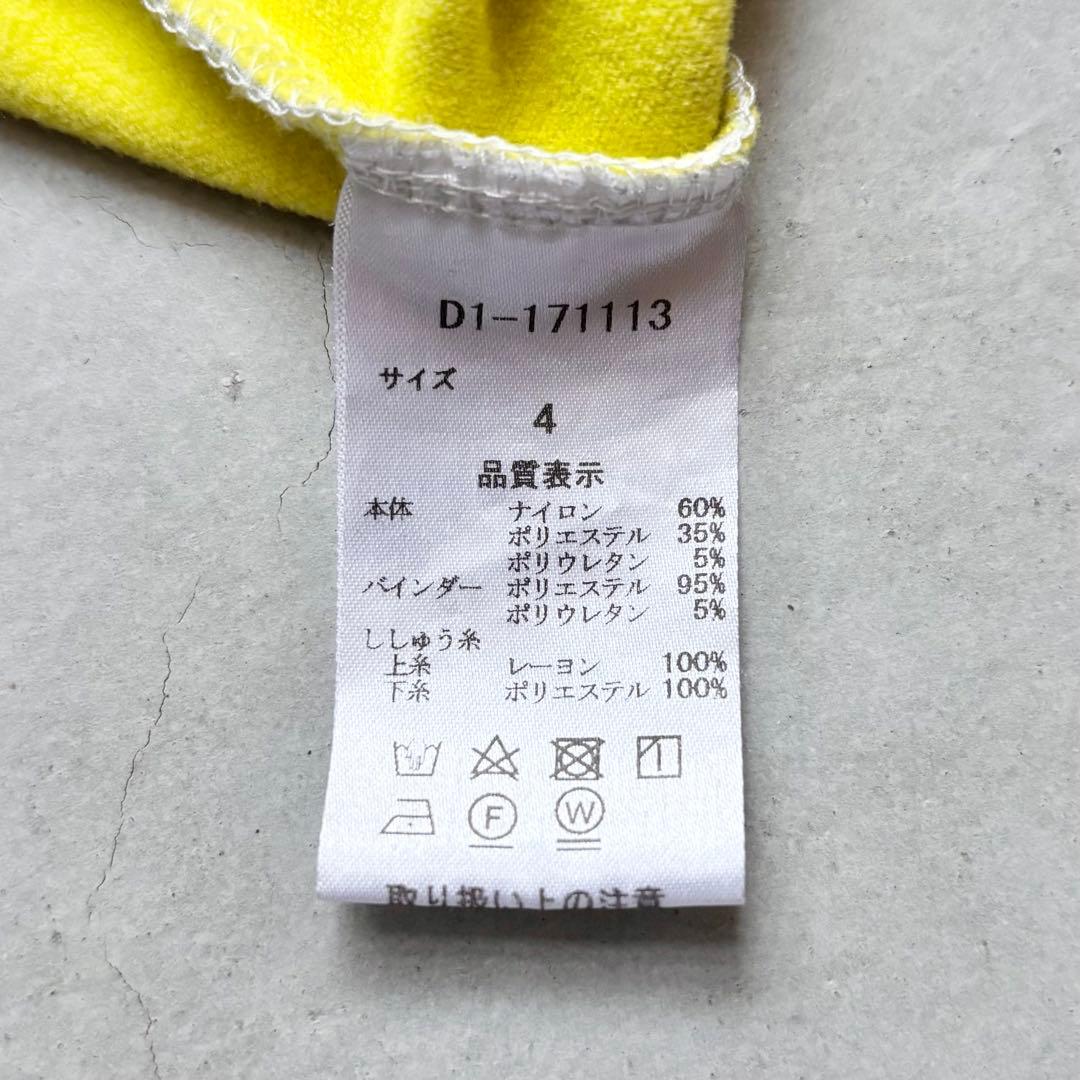 D1-171113
サイズ
4
品質表示
本体 ナイロン 60%
ポリエステル 35%
ポリウレタン 5%
バインダー ポリエステル 95%
ポリウレタン 5%
ししゅう糸
上糸 レーヨン 100%
下糸 ポリエステル 100%
F W
取り扱い上の注意